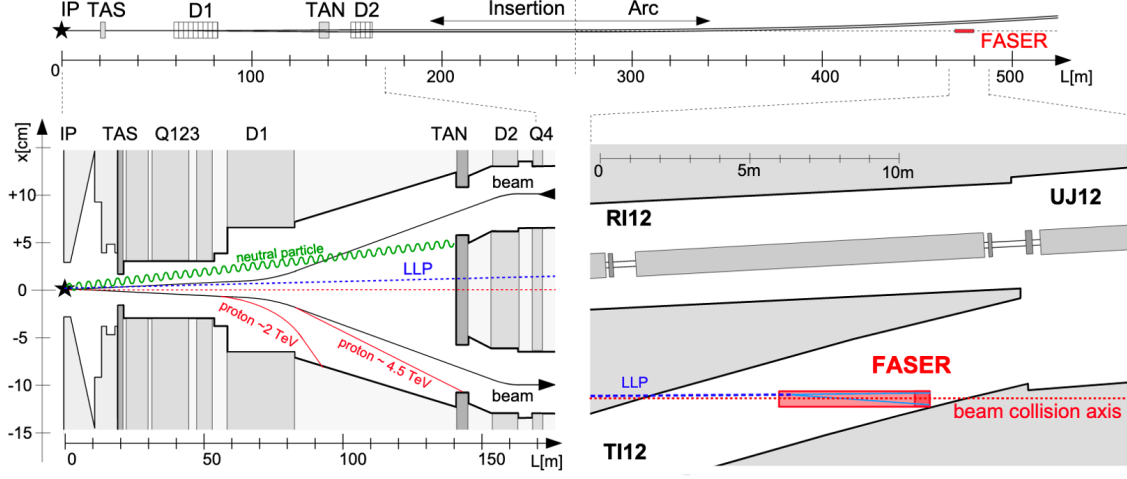 IP TAS D1 TAN D2 Insertion Arc
FASER
0 100 200 300 400 500 L[m]
x[cm]
IP TAS Q123 D1 TAN D2 Q4
+10
+5
0
-5
-10
-15
beam
neutral particle
LLP
proton ~2 TeV
proton ~ 4.5 TeV
beam
0 50 100 150 L[m]
0 5m 10m
RI12
UJ12
FASER
LLP
beam collision axis
TI12